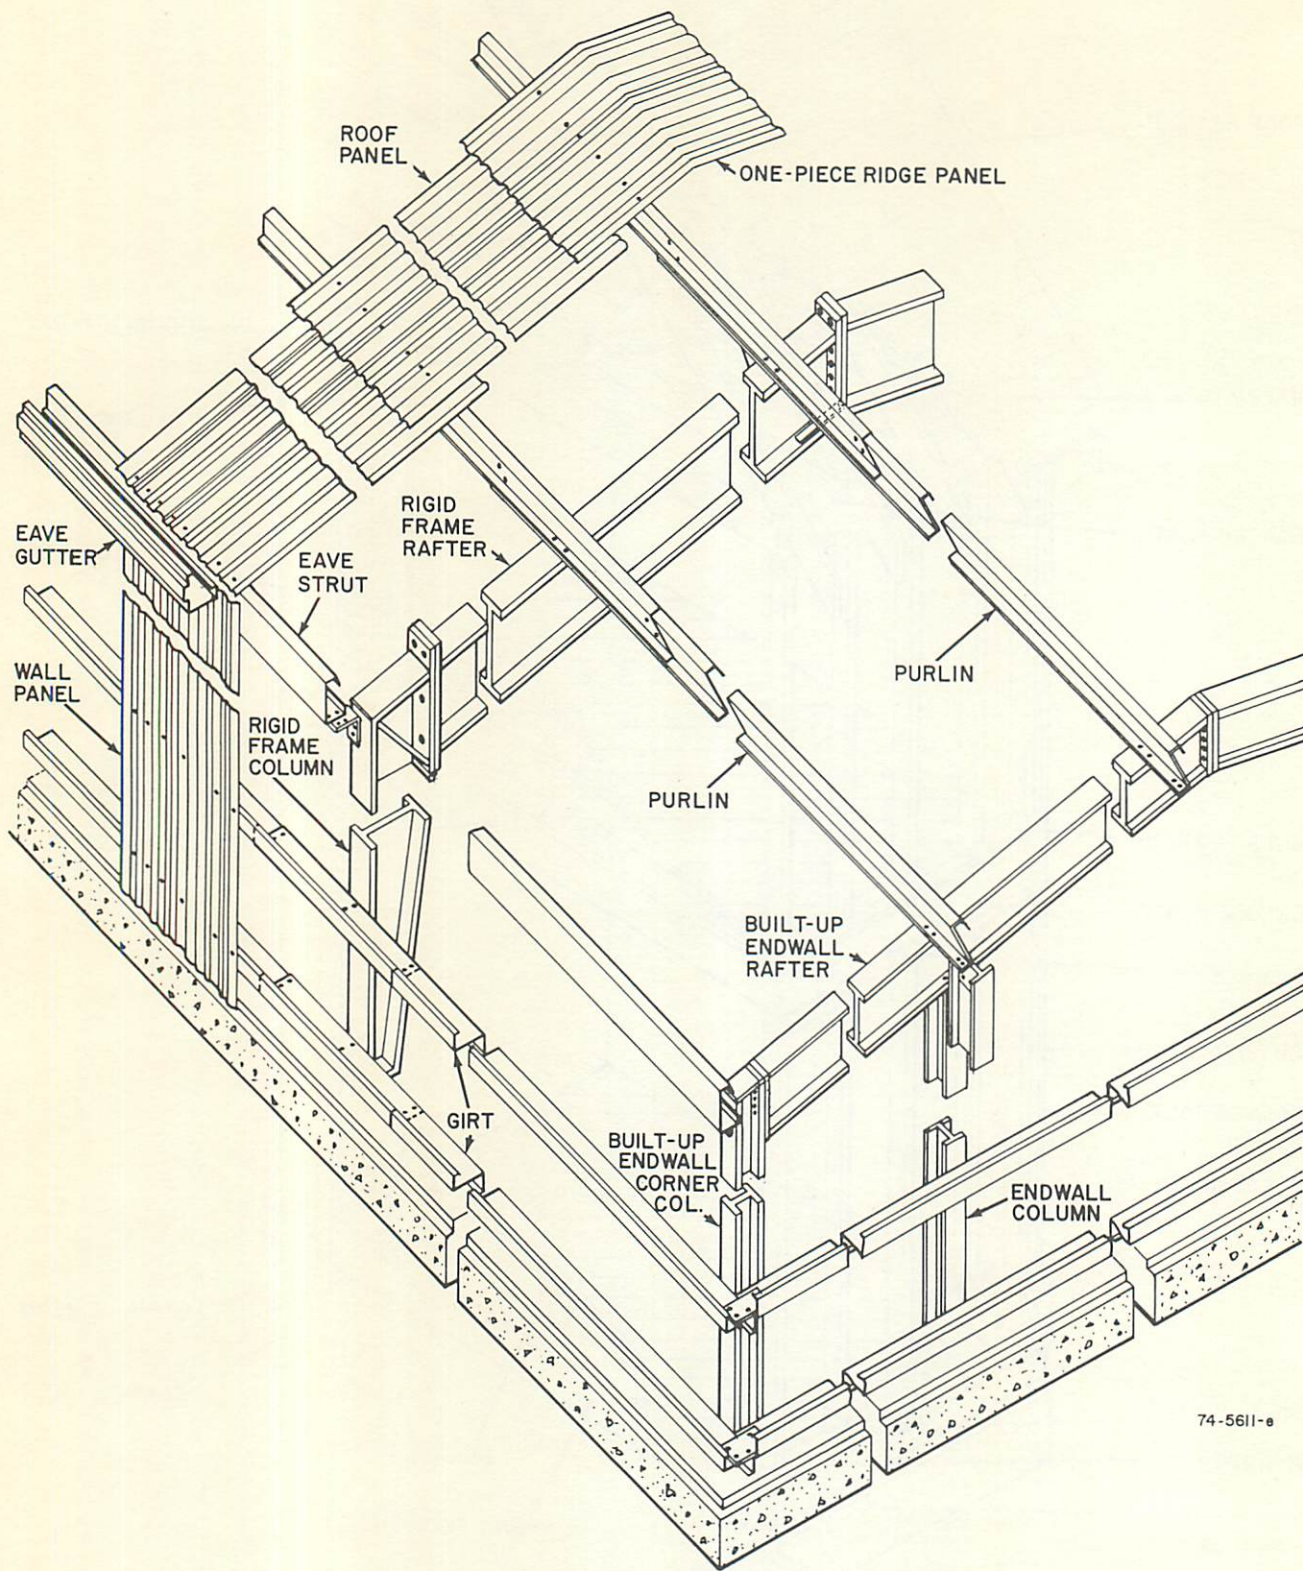 ROOF
PANEL
ONE-PIECE RIDGE PANEL
RIGID
FRAME
RAFTER
EAVE
GUTTER
EAVE
STRUT
WALL
PANEL
RIGID
FRAME
COLUMN
PURLIN
PURLIN
BUILT-UP
ENDWALL
RAFTER
GIRT
BUILT-UP
ENDWALL
CORNER
COL.
ENDWALL
COLUMN
74-5611-e